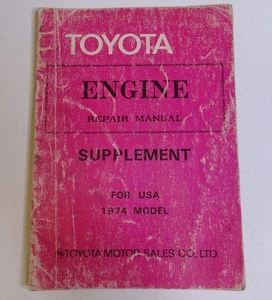 TOYOTA
ENGINE
REPAIR MANUAL
SUPPLEMENT
FOR USA
1974 MODEL
TOYOTA MOTOR SALES CO., LTD.